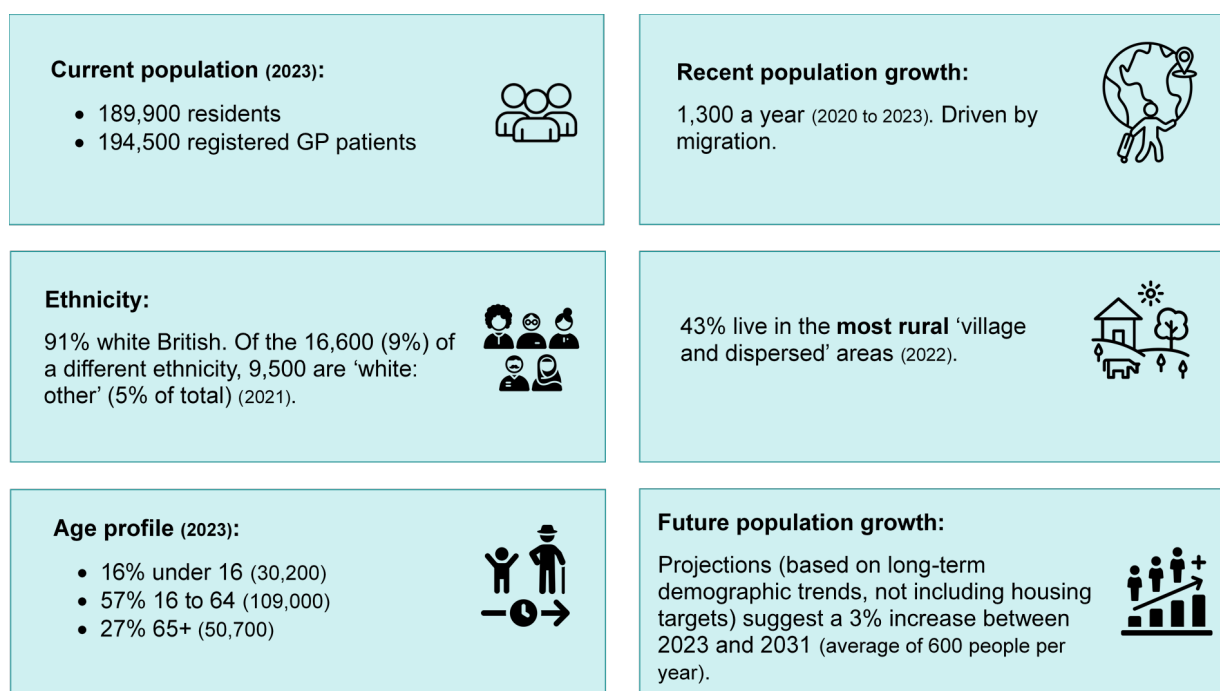 Current population (2023):
• 189,900 residents
• 194,500 registered GP patients
Recent population growth:
1,300 a year (2020 to 2023). Driven by
migration.
Ethnicity:
91% white British. Of the 16,600 (9%) of
a different ethnicity, 9,500 are ‘white:
other’ (5% of total) (2021).
43% live in the most rural ‘village
and dispersed’ areas (2022).
Age profile (2023):
• 16% under 16 (30,200)
• 57% 16 to 64 (109,000)
• 27% 65+ (50,700)
Future population growth:
Projections (based on long-term
demographic trends, not including housing
targets) suggest a 3% increase between
2023 and 2031 (average of 600 people per
year).